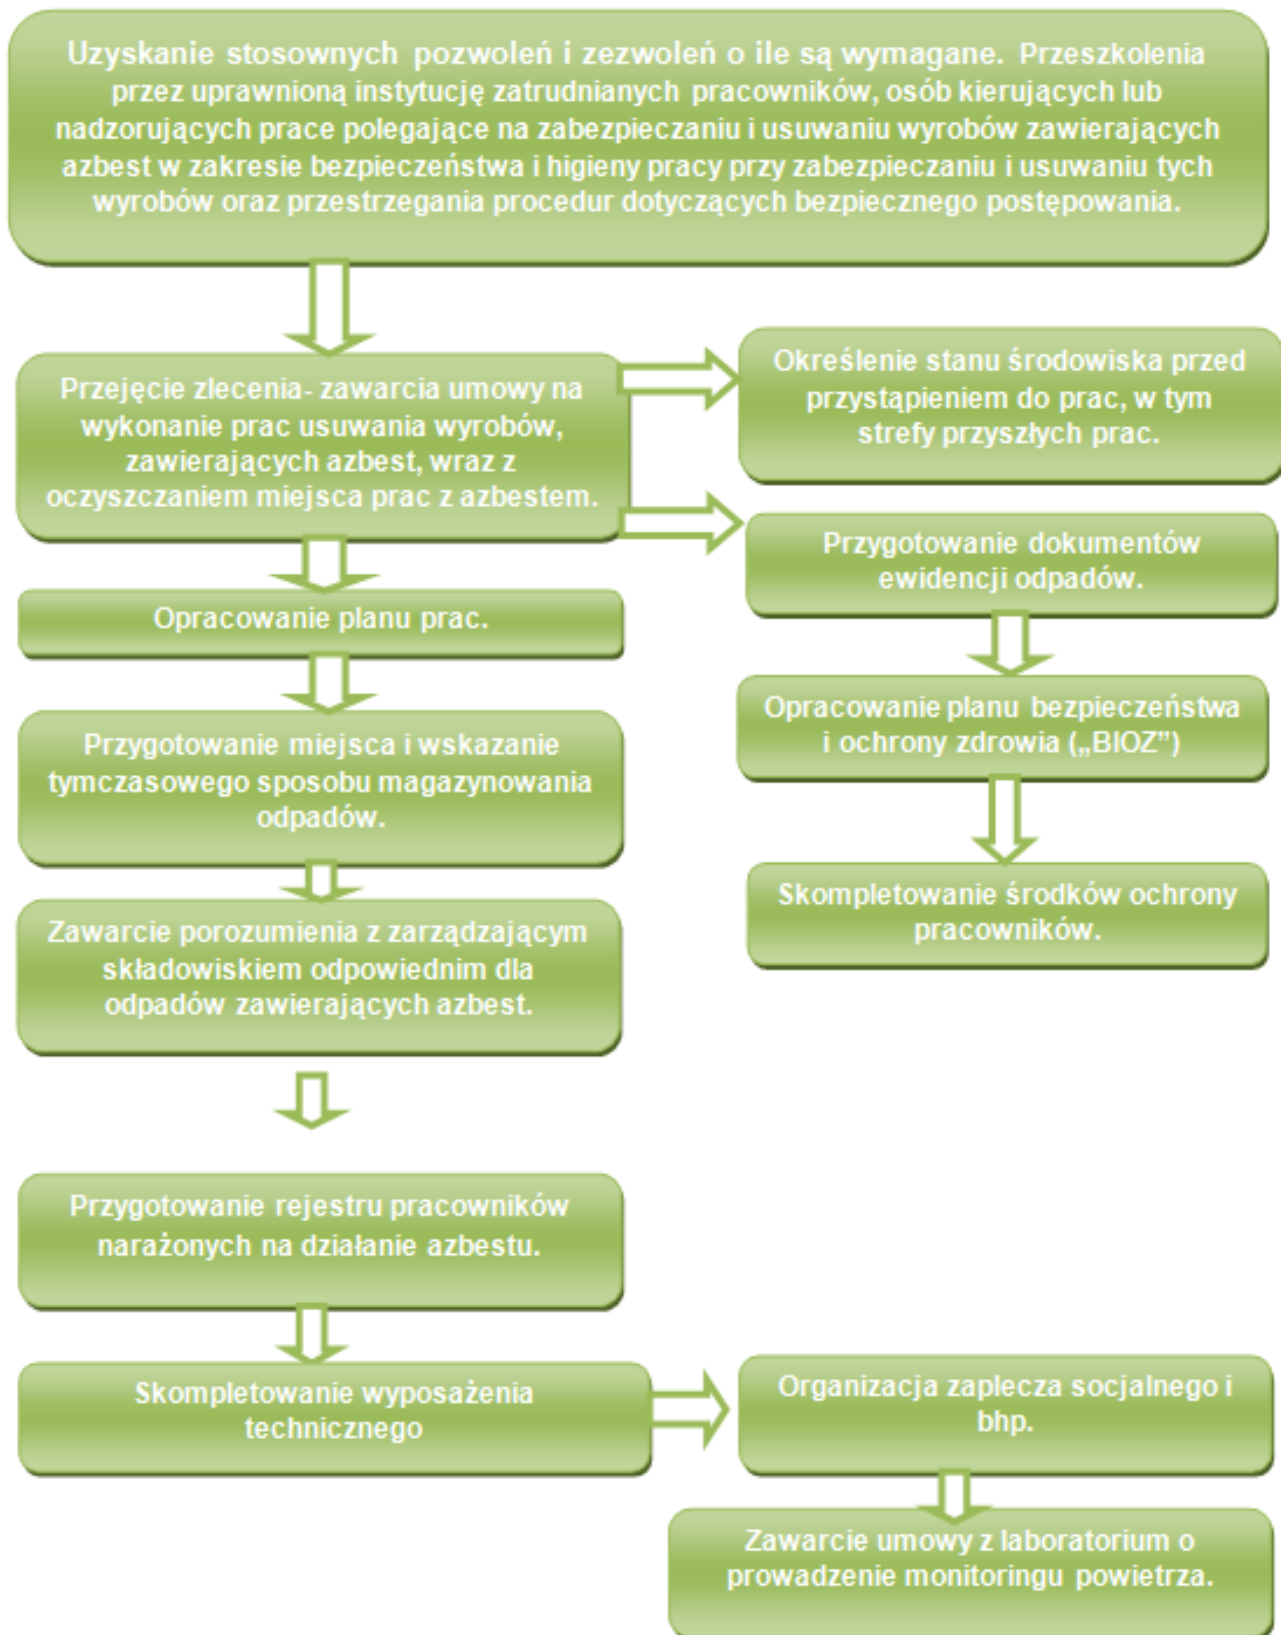 Uzyskanie stosownych pozwoleń i zezwoleń o ile są wymagane. Przeszkolenia
przez uprawnioną instytucję zatrudnianych pracowników, osób kierujących lub
nadzorujących prace polegające na zabezpieczaniu i usuwaniu wyrobów zawierających
azbest w zakresie bezpieczeństwa i higieny pracy przy zabezpieczaniu i usuwaniu tych
wyrobów oraz przestrzegania procedur dotyczących bezpiecznego postępowania.
Przejęcie zlecenia- zawarcia umowy na
wykonanie prac usuwania wyrobów,
zawierających azbest, wraz z
oczyszczaniem miejsca prac z azbestem.
Określenie stanu środowiska przed
przystąpieniem do prac, w tym
strefy przyszłych prac.
Przygotowanie dokumentów
ewidencji odpadów.
Opracowanie planu prac.
Opracowanie planu bezpieczeństwa
i ochrony zdrowia („BIOZ”)
Przygotowanie miejsca i wskazanie
tymczasowego sposobu magazynowania
odpadów.
Skompletowanie środków ochrony
pracowników.
Zawarcie porozumienia z zarządzającym
składowiskiem odpowiednim dla
odpadów zawierających azbest.
Przygotowanie rejestru pracowników
narażonych na działanie azbestu.
Skompletowanie wyposażenia
technicznego
Organizacja zaplecza socjalnego i
bhp.
Zawarcie umowy z laboratorium o
prowadzenie monitoringu powietrza.